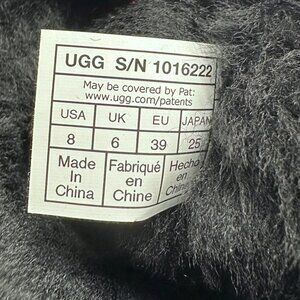 UGG S/N 1016222
May be covered by Pat:
www.ugg.com/patents
USA UK EU JAPAN
8 6 39 25
Made Fabriqué Hecho
In en en
China Chine